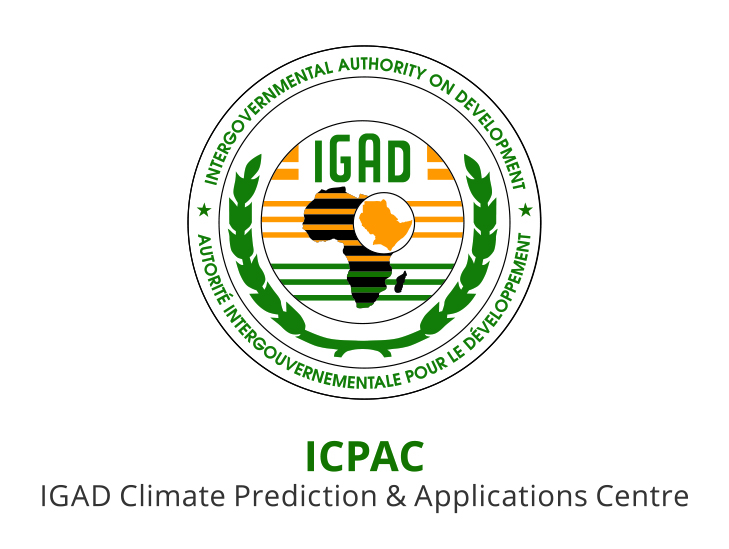 INTERGOVERNMENTAL AUTHORITY ON DEVELOPMENT
IGAD
AUTORITÉ INTERGOUVERNEMENTALE POUR LE DÉVELOPPEMENT
ICPAC
IGAD Climate Prediction & Applications Centre